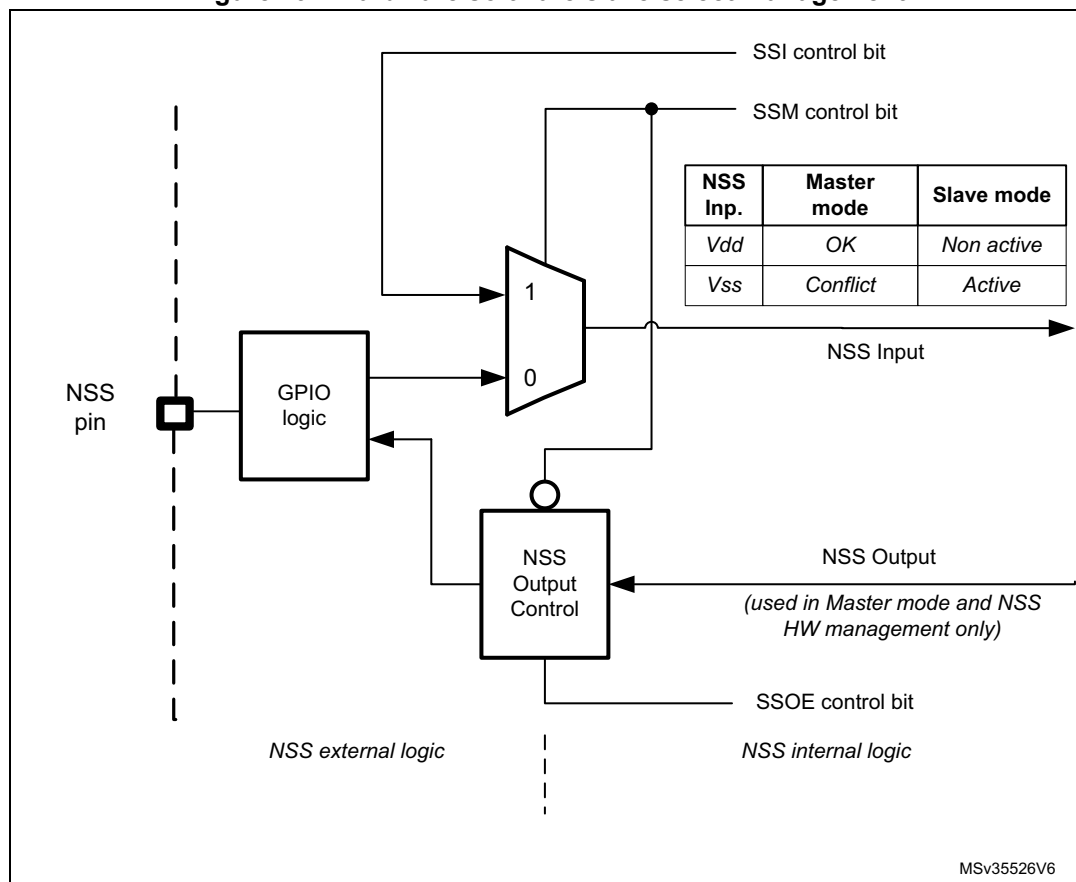 SSI control bit
SSM control bit
NSS Inp. Master mode Slave mode
Vdd OK Non active
Vss Conflict Active
1
NSS Input
0
GPIO
logic
NSS
pin
NSS
Output
Control
NSS Output
(used in Master mode and NSS
HW management only)
SSOE control bit
NSS external logic
NSS internal logic
MSv35526V6